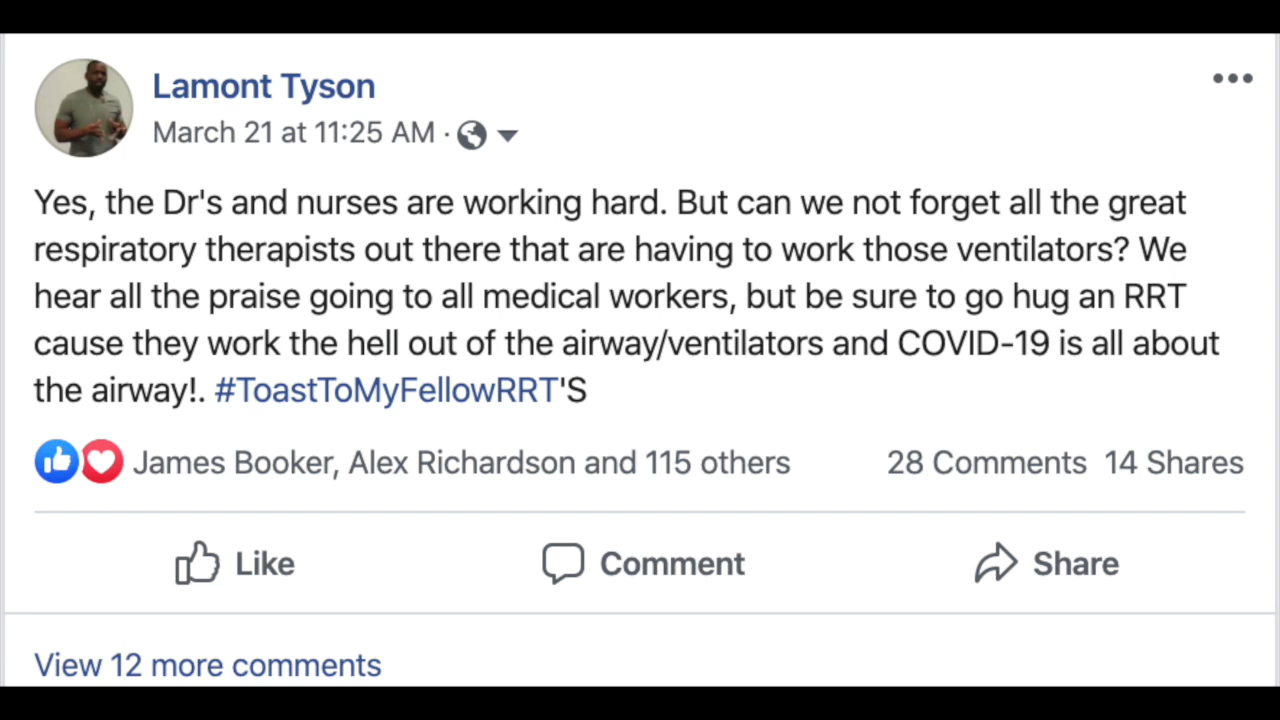 Lamont Tyson
March 21 at 11:25 AM ·
Yes, the Dr's and nurses are working hard. But can we not forget all the great
respiratory therapists out there that are having to work those ventilators? We
hear all the praise going to all medical workers, but be sure to go hug an RRT
cause they work the hell out of the airway/ventilators and COVID-19 is all about
the airway!. #ToastToMyFellowRRT'S
James Booker, Alex Richardson and 115 others 28 Comments 14 Shares
Like Comment Share
View 12 more comments